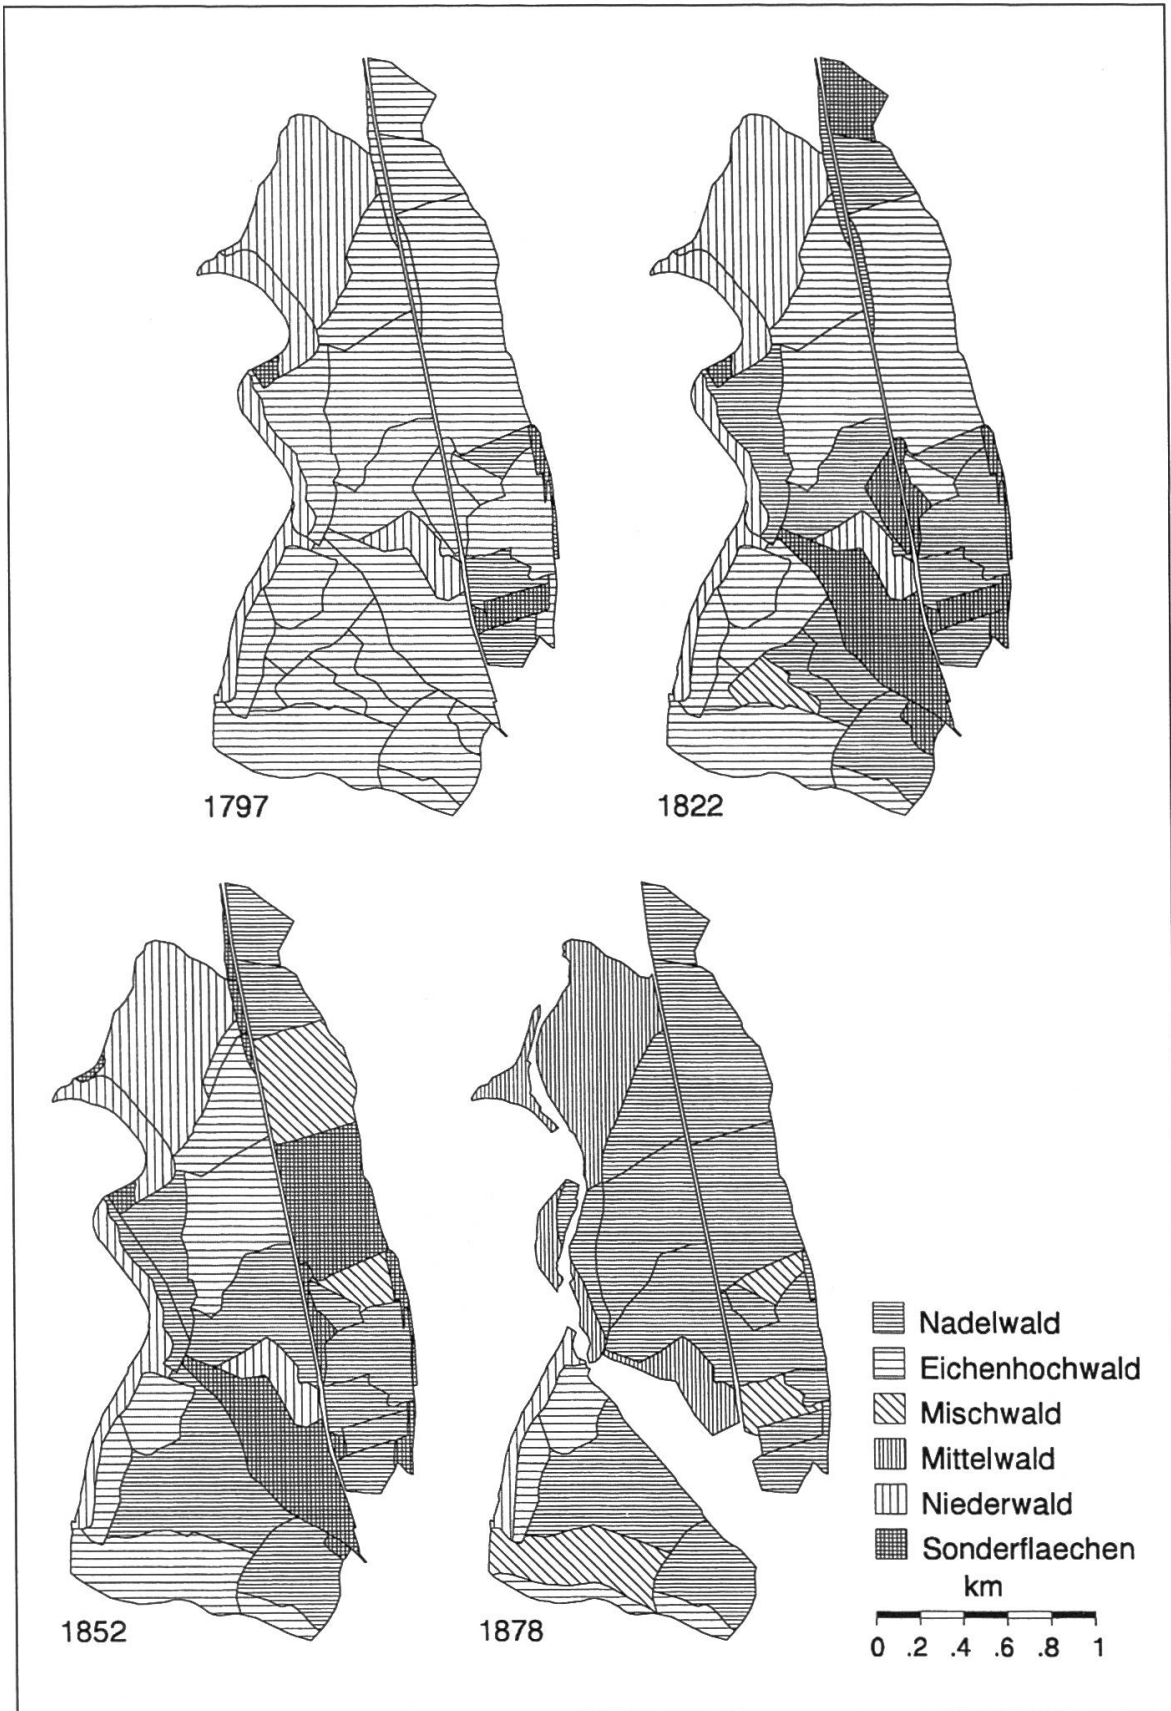 1797
1822
1852
1878
Nadelwald
Eichenhochwald
Mischwald
Mittelwald
Niederwald
Sonderflaechen
km
0 .2 .4 .6 .8 1